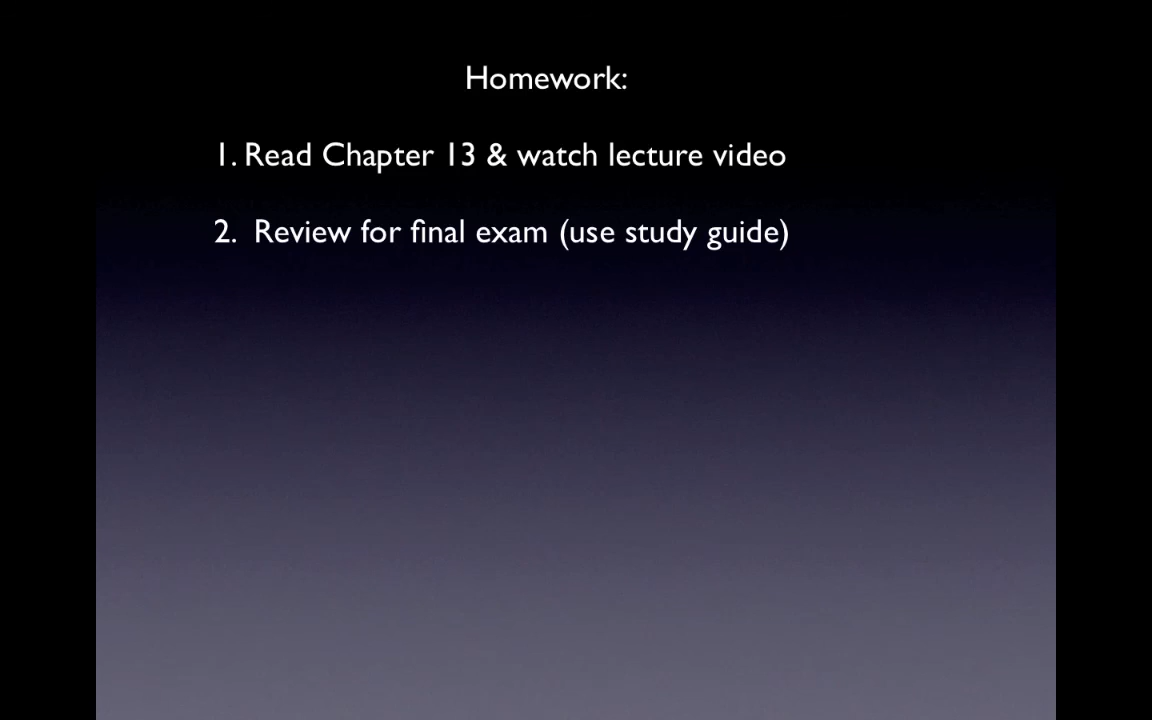 Homework:
1. Read Chapter 13 & watch lecture video
2. Review for final exam (use study guide)